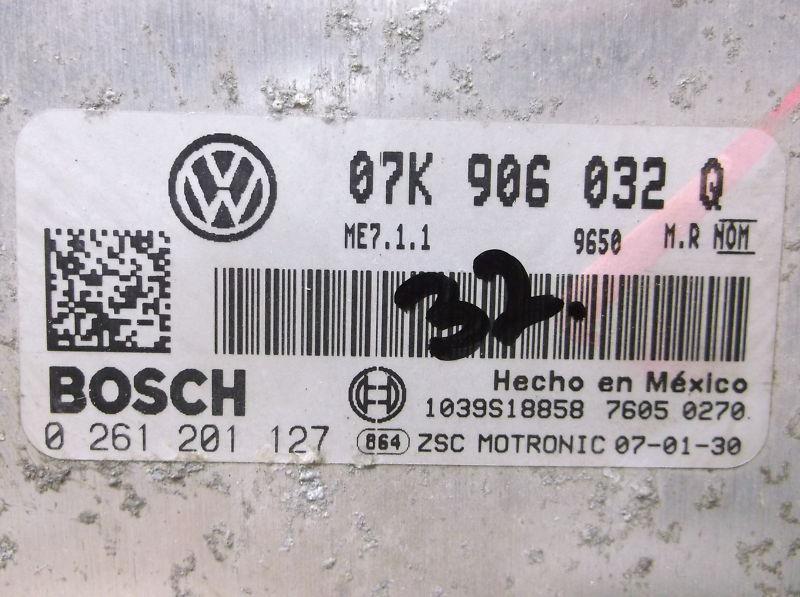 07K 906 032 Q
ME7.1.1 9650 M.R NOM
32.
BOSCH
Hecho en México
1039S18858 7605 0270
0 261 201 127 864 ZSC MOTRONIC 07-01-30